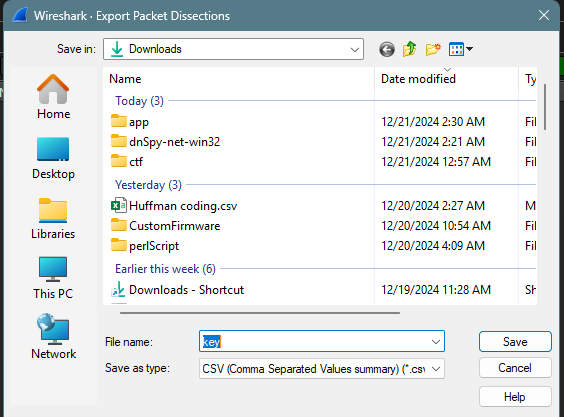 Wireshark · Export Packet Dissections
Save in: Downloads
Name Date modified Ty
Today (3)
app 12/21/2024 2:30 AM Fil
dnSpy-net-win32 12/21/2024 2:21 AM Fil
ctf 12/21/2024 12:57 AM Fil
Yesterday (3)
Huffman coding.csv 12/20/2024 2:27 AM M
CustomFirmware 12/20/2024 10:54 AM Fil
perlScript 12/20/2024 4:09 AM Fil
Earlier this week (6)
Downloads - Shortcut 12/19/2024 11:28 AM Sh
Home
Desktop
Libraries
This PC
Network
File name: key Save
Save as type: CSV (Comma Separated Values summary) (*.csv Cancel
Help